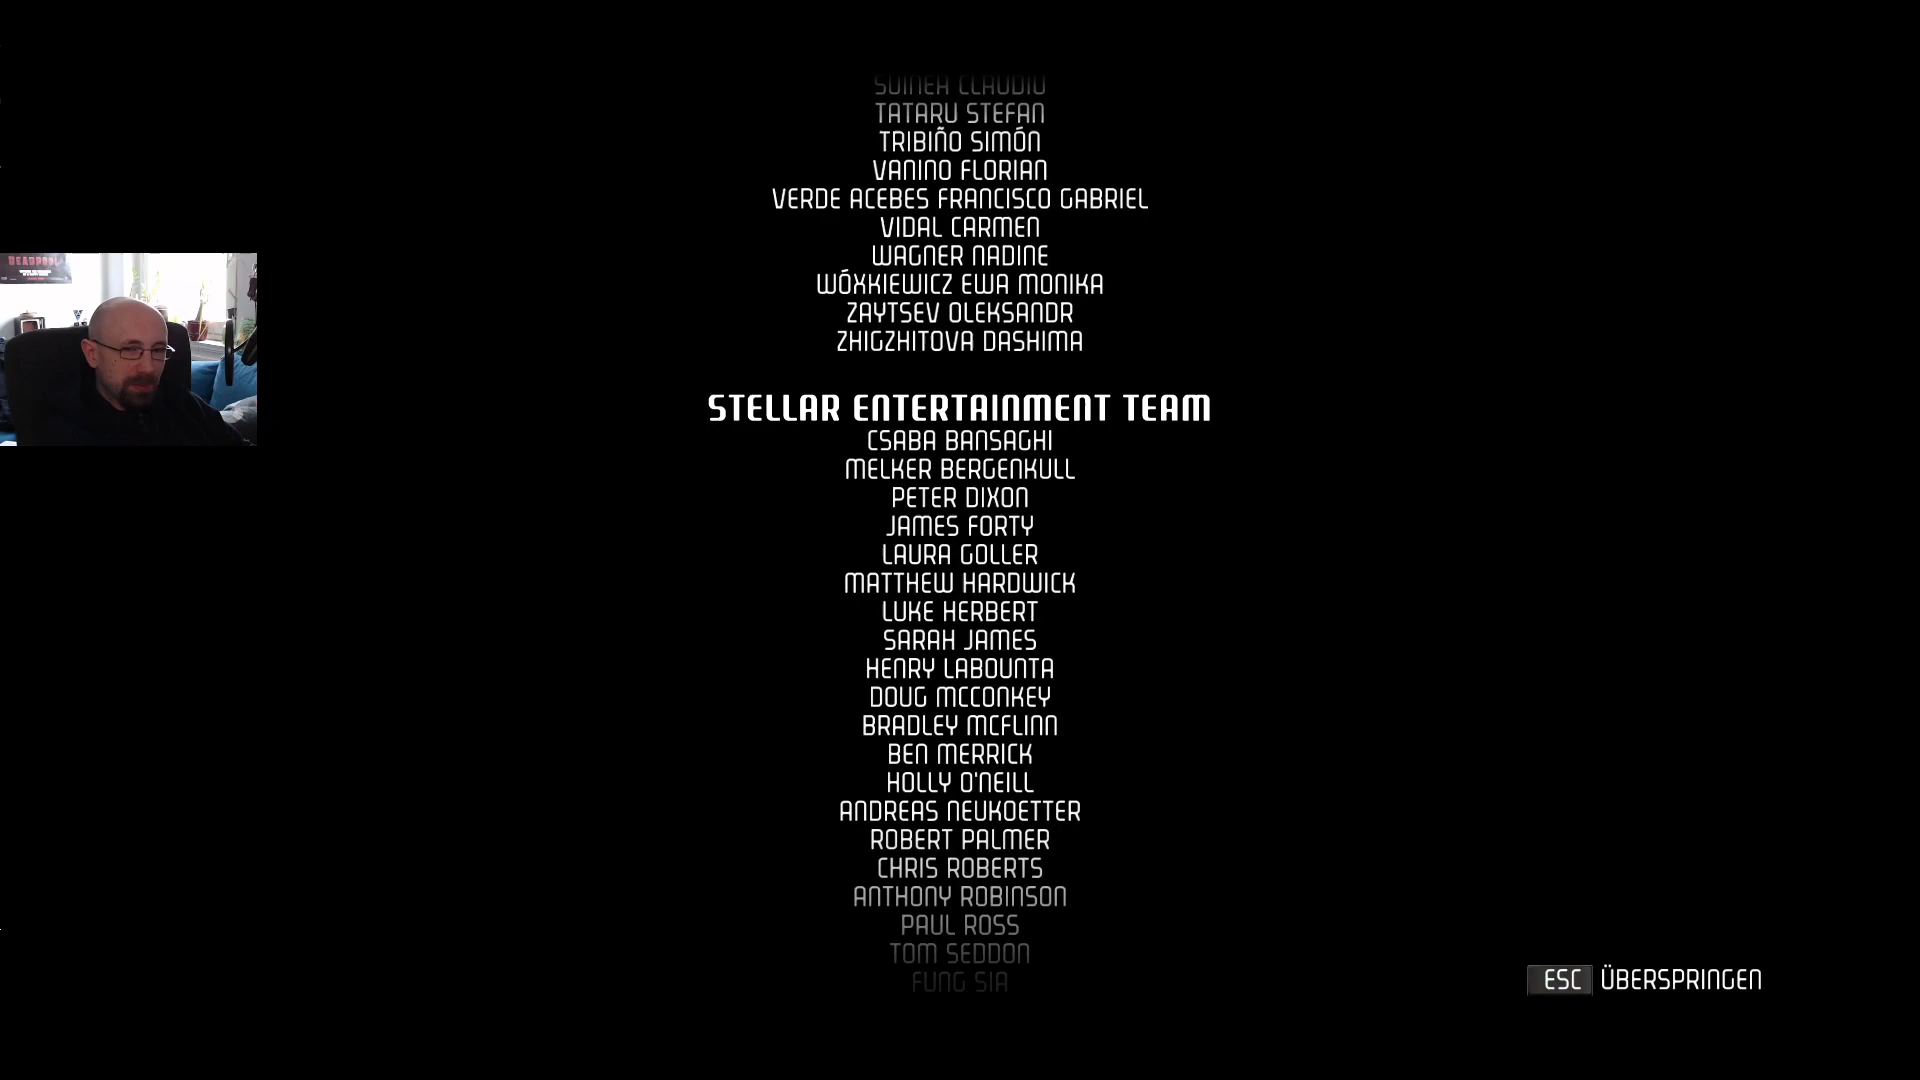 SUINEA CLAUDIU
TATARU STEFAN
TRIBIÑO SIMÓN
VANINO FLORIAN
VERDE ACEBES FRANCISCO GABRIEL
VIDAL CARMEN
WAGNER NADINE
WÓXKIEWICZ EWA MONIKA
ZAYTSEV OLEKSANDR
ZHIGZHITOVA DASHIMA
DEADPOOL
STELLAR ENTERTAINMENT TEAM
CSABA BANSAGHI
MELKER BERGENKULL
PETER DIXON
JAMES FORTY
LAURA GOLLER
MATTHEW HARDWICK
LUKE HERBERT
SARAH JAMES
HENRY LABOUNTA
DOUG MCCONKEY
BRADLEY MCFLINN
BEN MERRICK
HOLLY O'NEILL
ANDREAS NEUKOETTER
ROBERT PALMER
CHRIS ROBERTS
ANTHONY ROBINSON
PAUL ROSS
TOM SEDDON
FUNG SIA
ESC ÜBERSPRINGEN